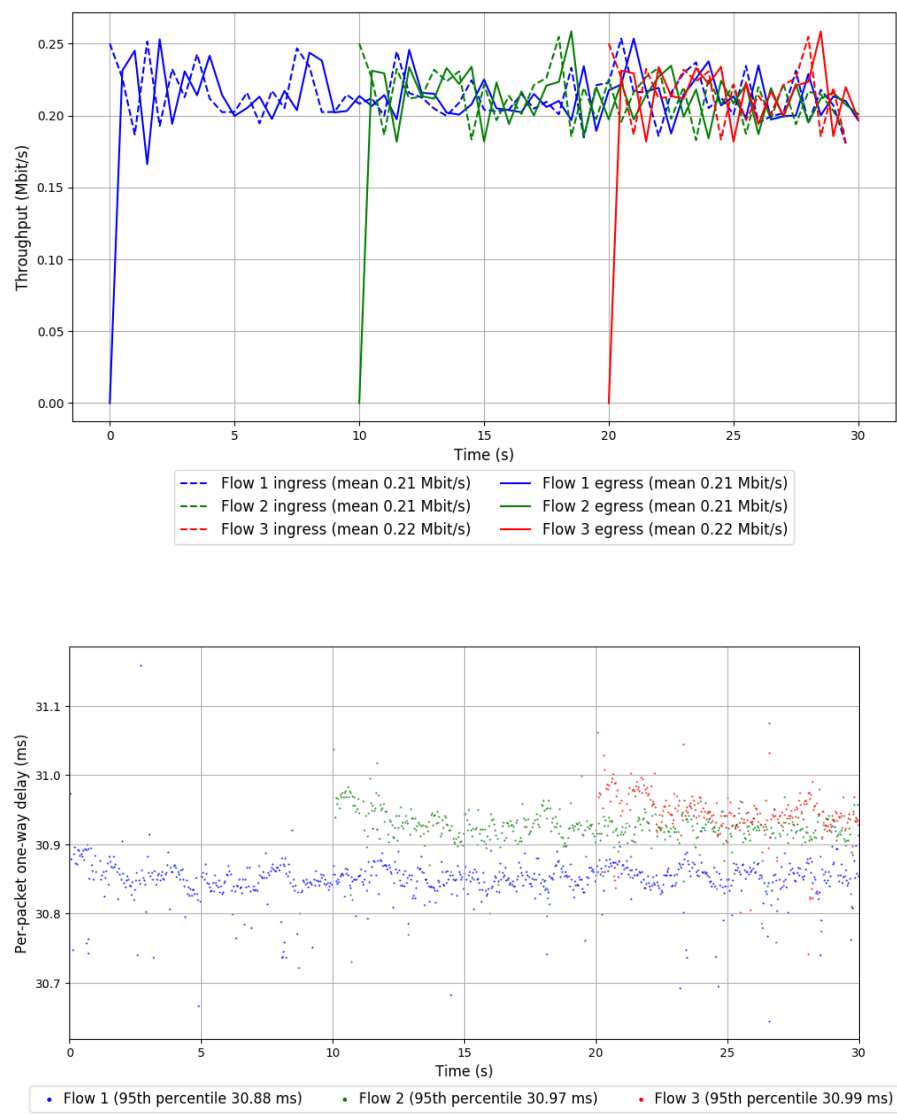 0.25
0.20
0.15
0.10
0.05
0.00
Throughput (Mbit/s)
0 5 10 15 20 25 30
Time (s)
Flow 1 ingress (mean 0.21 Mbit/s) Flow 1 egress (mean 0.21 Mbit/s)
Flow 2 ingress (mean 0.21 Mbit/s) Flow 2 egress (mean 0.21 Mbit/s)
Flow 3 ingress (mean 0.22 Mbit/s) Flow 3 egress (mean 0.22 Mbit/s)
31.1
31.0
30.9
30.8
30.7
Per-packet one-way delay (ms)
0 5 10 15 20 25 30
Time (s)
Flow 1 (95th percentile 30.88 ms) Flow 2 (95th percentile 30.97 ms) Flow 3 (95th percentile 30.99 ms)